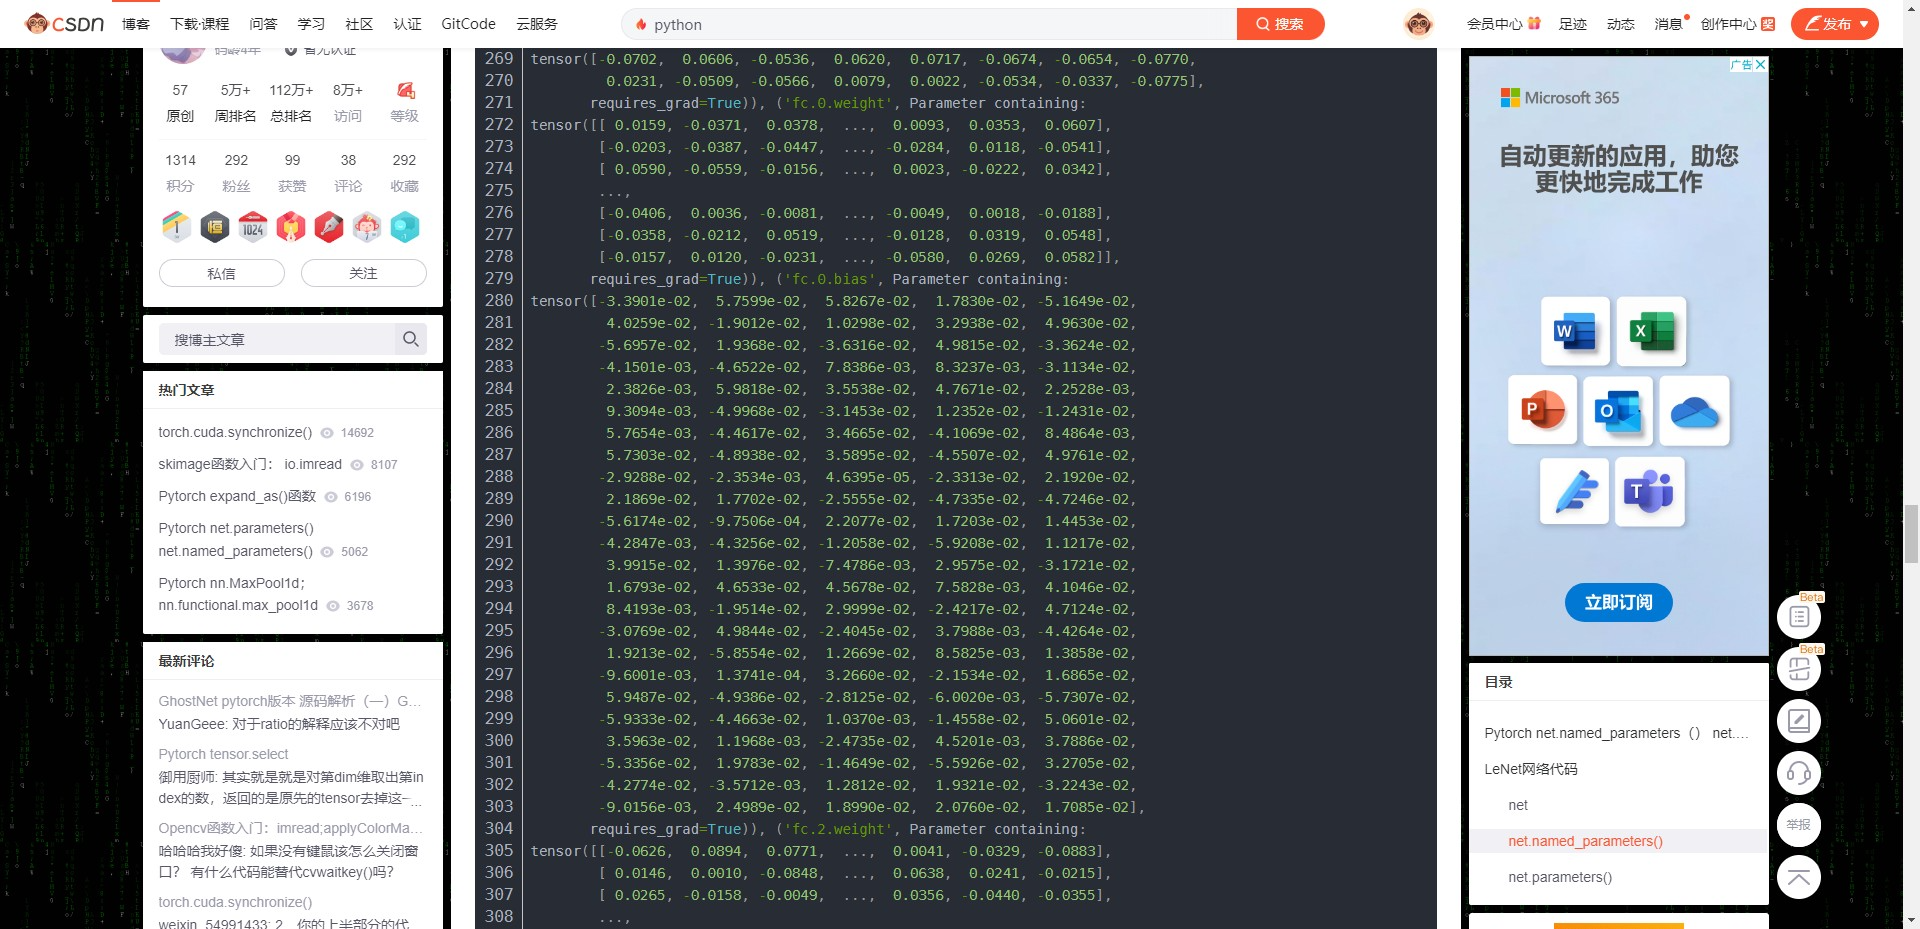 CSDN 博客 下载·课程 问答 学习 社区 认证 GitCode 云服务 python 搜索 会员中心 足迹 动态 消息 创作中心 奖 发布
码龄4年 暂无认证
57 5万+ 112万+ 8万+
原创 周排名 总排名 访问 等级
1314 292 99 38 292
积分 粉丝 获赞 评论 收藏
1024
私信 关注
搜博主文章
热门文章
torch.cuda.synchronize() 14692
skimage函数入门： io.imread 8107
Pytorch expand_as()函数 6196
Pytorch net.parameters()
net.named_parameters() 5062
Pytorch nn.MaxPool1d；
nn.functional.max_pool1d 3678
最新评论
GhostNet pytorch版本 源码解析（一）G...
YuanGeee: 对于ratio的解释应该不对吧
Pytorch tensor.select
御用厨师: 其实就是就是对第dim维取出第in
dex的数，返回的是原先的tensor去掉这一...
Opencv函数入门：imread;applyColorMa...
哈哈哈我好傻: 如果没有键鼠该怎么关闭窗
口？ 有什么代码能替代cvwaitkey()吗?
torch.cuda.synchronize()
weixin_54991433: 2、你的上半部分的代
269 tensor([-0.0702,  0.0606, -0.0536,  0.0620,  0.0717, -0.0674, -0.0654, -0.0770,
270 0.0231, -0.0509, -0.0566,  0.0079,  0.0022, -0.0534, -0.0337, -0.0775],
271 requires_grad=True)), ('fc.0.weight', Parameter containing:
272 tensor([[ 0.0159, -0.0371,  0.0378,  ...,  0.0093,  0.0353,  0.0607],
273 [-0.0203, -0.0387, -0.0447,  ..., -0.0284,  0.0118, -0.0541],
274 [ 0.0590, -0.0559, -0.0156,  ...,  0.0023, -0.0222,  0.0342],
275 ...,
276 [-0.0406,  0.0036, -0.0081,  ..., -0.0049,  0.0018, -0.0188],
277 [-0.0358, -0.0212,  0.0519,  ..., -0.0128,  0.0319,  0.0548],
278 [-0.0157,  0.0120, -0.0231,  ..., -0.0580,  0.0269,  0.0582]],
279 requires_grad=True)), ('fc.0.bias', Parameter containing:
280 tensor([-3.3901e-02,  5.7599e-02,  5.8267e-02,  1.7830e-02, -5.1649e-02,
281 4.0259e-02, -1.9012e-02,  1.0298e-02,  3.2938e-02,  4.9630e-02,
282 -5.6957e-02,  1.9368e-02, -3.6316e-02,  4.9815e-02, -3.3624e-02,
283 -4.1501e-03, -4.6522e-02,  7.8386e-03,  8.3237e-03, -3.1134e-02,
284 2.3826e-03,  5.9818e-02,  3.5538e-02,  4.7671e-02,  2.2528e-03,
285 9.3094e-03, -4.9968e-02, -3.1453e-02,  1.2352e-02, -1.2431e-02,
286 5.7654e-03, -4.4617e-02,  3.4665e-02, -4.1069e-02,  8.4864e-03,
287 5.7303e-02, -4.8938e-02,  3.5895e-02, -4.5507e-02,  4.9761e-02,
288 -2.9288e-02, -2.3534e-03,  4.6395e-05, -2.3313e-02,  2.1920e-02,
289 2.1869e-02,  1.7702e-02, -2.5555e-02, -4.7335e-02, -4.7246e-02,
290 -5.6174e-02, -9.7506e-04,  2.2077e-02,  1.7203e-02,  1.4453e-02,
291 -4.2847e-03, -4.3256e-02, -1.2058e-02, -5.9208e-02,  1.1217e-02,
292 3.9915e-02,  1.3976e-02, -7.4786e-03,  2.9575e-02, -3.1721e-02,
293 1.6793e-02,  4.6533e-02,  4.5678e-02,  7.5828e-03,  4.1046e-02,
294 8.4193e-03, -1.9514e-02,  2.9999e-02, -2.4217e-02,  4.7124e-02,
295 -3.0769e-02,  4.9844e-02, -2.4045e-02,  3.7988e-03, -4.4264e-02,
296 1.9213e-02, -5.8554e-02,  1.2669e-02,  8.5825e-03,  1.3858e-02,
297 -9.6001e-03,  1.3741e-04,  3.2660e-02, -2.1534e-02,  1.6865e-02,
298 5.9487e-02, -4.9386e-02, -2.8125e-02, -6.0020e-03, -5.7307e-02,
299 -5.9333e-02, -4.4663e-02,  1.0370e-03, -1.4558e-02,  5.0601e-02,
300 3.5963e-02,  1.1968e-03, -2.4735e-02,  4.5201e-03,  3.7886e-02,
301 -5.3356e-02,  1.9783e-02, -1.4649e-02, -5.5926e-02,  3.2705e-02,
302 -4.2774e-02, -3.5712e-03,  1.2812e-02,  1.9321e-02, -3.2243e-02,
303 -9.0156e-03,  2.4989e-02,  1.8990e-02,  2.0760e-02,  1.7085e-02],
304 requires_grad=True)), ('fc.2.weight', Parameter containing:
305 tensor([[-0.0626,  0.0894,  0.0771,  ...,  0.0041, -0.0329, -0.0883],
306 [ 0.0146,  0.0010, -0.0848,  ...,  0.0638,  0.0241, -0.0215],
307 [ 0.0265, -0.0158, -0.0049,  ...,  0.0356, -0.0440, -0.0355],
308 ...,
广告
Microsoft 365
自动更新的应用，助您
更快地完成工作
W X
P O
T
立即订阅
目录
Pytorch net.named_parameters（） net....
LeNet网络代码
net
net.named_parameters()
net.parameters()
Beta
Beta
举报